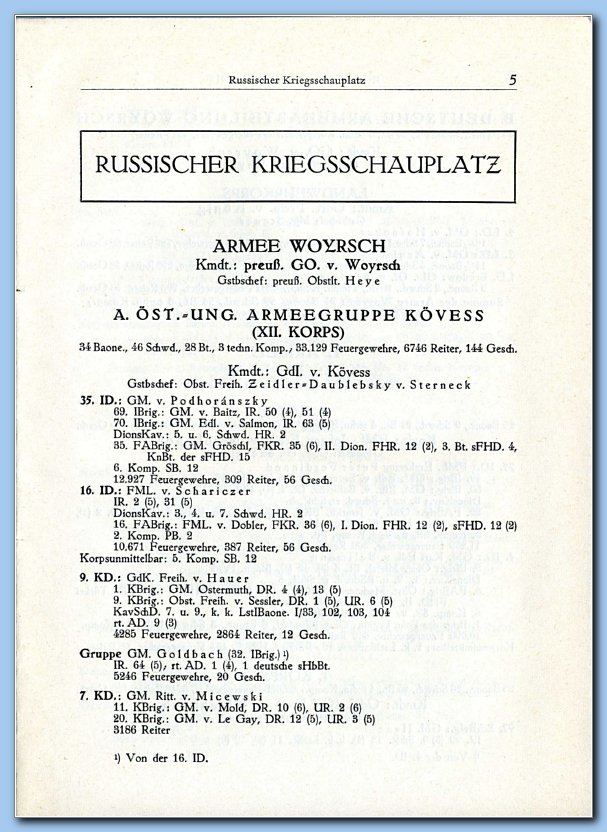 Russischer Kriegsschauplatz 5
RUSSISCHER KRIEGSSCHAUPLATZ
ARMEE WOYRSCH
Kmdt.: preuß. GO. v. Woyrsch
Gstbschef: preuß. Obstlt. Heye
A. ÖST.-UNG. ARMEEGRUPPE KÖVESS
(XII. KORPS)
34 Baone., 46 Schwd., 28 Bt., 3 techn. Komp., 33.129 Feuergewehre, 6746 Reiter, 144 Gesch.
Kmdt.: GdI. v. Kövess
Gstbschef: Obst. Freih. Zeidler-Daublebsky v. Sterneck
35. ID.: GM. v. Podhoránszky
69. IBrig.: GM. v. Baitz, IR. 50 (4), 51 (4)
70. IBrig.: GM. Edl. v. Salmon, IR. 63 (5)
DionsKav.: 5. u. 6. Schwd. HR. 2
35. FABrig.: GM. Gröschl, FKR. 35 (6), II. Dion. FHR. 12 (2), 3. Bt. sFHD. 4,
KnBt. der sFHD. 15
6. Komp. SB. 12
12.927 Feuergewehre, 309 Reiter, 56 Gesch.
16. ID.: FML. v. Schariczer
IR. 2 (5), 31 (5)
DionsKav.: 3., 4. u. 7. Schwd. HR. 2
16. FABrig.: FML. v. Dobler, FKR. 36 (6), I. Dion. FHR. 12 (2), sFHD. 12 (2)
2. Komp. PB. 2
10.671 Feuergewehre, 387 Reiter, 56 Gesch.
Korpsunmittelbar: 5. Komp. SB. 12
9. KD.: GdK. Freih. v. Hauer
1. KBrig.: GM. Ostermuth, DR. 4 (4), 13 (5)
9. KBrig.: Obst. Freih. v. Sessler, DR. 1 (5), UR. 6 (5)
KavSchD. 7. u. 9., k. k. LstIBaone. I/33, 102, 103, 104
rt. AD. 9 (3)
4285 Feuergewehre, 2864 Reiter, 12 Gesch.
Gruppe GM. Goldbach (32. IBrig.) ¹)
IR. 64 (5), rt. AD. 1 (4), 1 deutsche sHbBt.
5246 Feuergewehre, 20 Gesch.
7. KD.: GM. Ritt. v. Micewski
11. KBrig.: GM. v. Mold, DR. 10 (6), UR. 2 (6)
20. KBrig.: GM. v. Le Gay, DR. 12 (5), UR. 3 (5)
3186 Reiter
¹) Von der 16. ID.